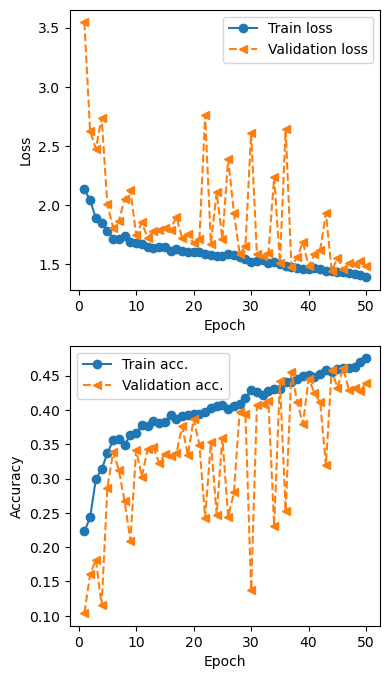 3.5
3.0
2.5
2.0
1.5
Loss
Train loss
Validation loss
0 10 20 30 40 50
Epoch
0.45
0.40
0.35
0.30
0.25
0.20
0.15
0.10
Accuracy
Train acc.
Validation acc.
0 10 20 30 40 50
Epoch